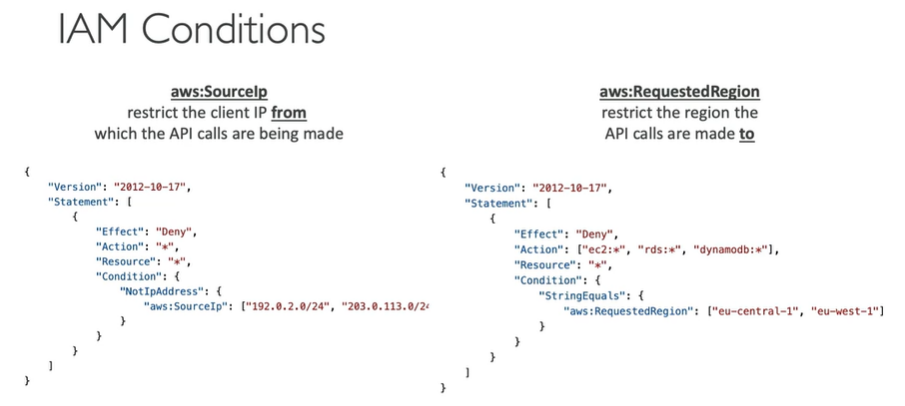 IAM Conditions
aws:SourceIp
restrict the client IP from
which the API calls are being made
{
"Version": "2012-10-17",
"Statement": [
{
"Effect": "Deny",
"Action": "*",
"Resource": "*",
"Condition": {
"NotIpAddress": {
"aws:SourceIp": ["192.0.2.0/24", "203.0.113.0/24
}
}
}
]
}
aws:RequestedRegion
restrict the region the
API calls are made to
{
"Version": "2012-10-17",
"Statement": [
{
"Effect": "Deny",
"Action": ["ec2:*", "rds:*", "dynamodb:*"],
"Resource": "*",
"Condition": {
"StringEquals": {
"aws:RequestedRegion": ["eu-central-1", "eu-west-1"]
}
}
}
]
}